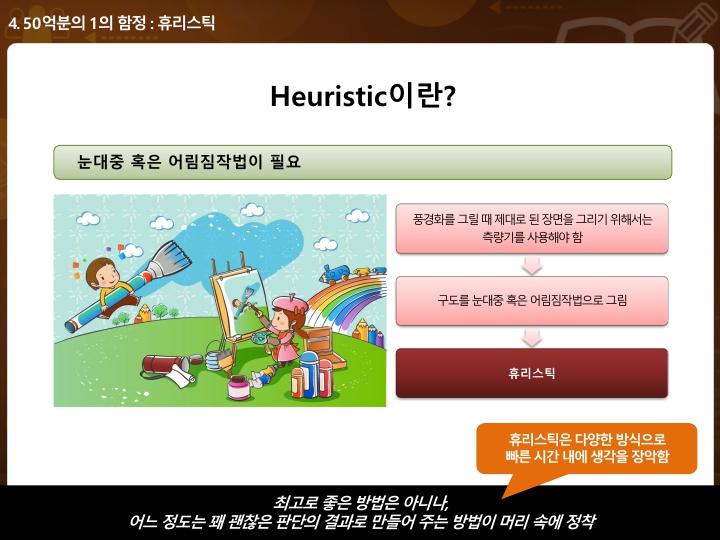 4. 50억분의 1의 함정 : 휴리스틱
Heuristic이란?
눈대중 혹은 어림짐작법이 필요
풍경화를 그릴 때 제대로 된 장면을 그리기 위해서는
측량기를 사용해야 함
구도를 눈대중 혹은 어림짐작법으로 그림
휴리스틱
휴리스틱은 다양한 방식으로
빠른 시간 내에 생각을 장악함
최고로 좋은 방법은 아니나,
어느 정도는 꽤 괜찮은 판단의 결과로 만들어 주는 방법이 머리 속에 정착